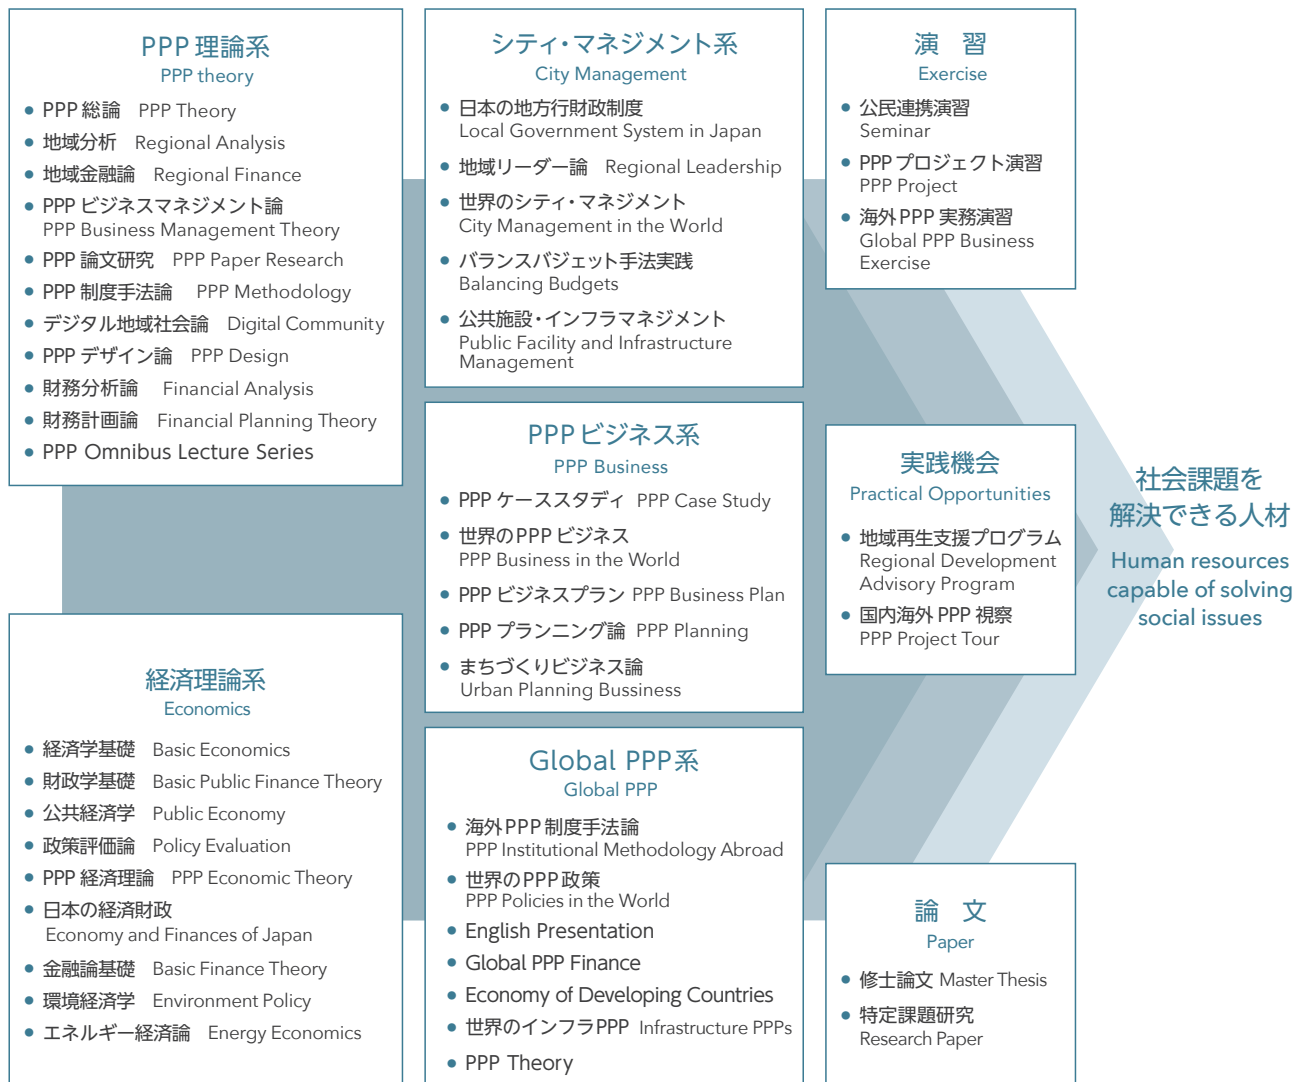 PPP 理論系
PPP theory
• PPP 総論 PPP Theory
• 地域分析 Regional Analysis
• 地域金融論 Regional Finance
• PPP ビジネスマネジメント論
PPP Business Management Theory
• PPP 論文研究 PPP Paper Research
• PPP 制度手法論 PPP Methodology
• デジタル地域社会論 Digital Community
• PPP デザイン論 PPP Design
• 財務分析論 Financial Analysis
• 財務計画論 Financial Planning Theory
• PPP Omnibus Lecture Series
経済理論系
Economics
• 経済学基礎 Basic Economics
• 財政学基礎 Basic Public Finance Theory
• 公共経済学 Public Economy
• 政策評価論 Policy Evaluation
• PPP 経済理論 PPP Economic Theory
• 日本の経済財政
Economy and Finances of Japan
• 金融論基礎 Basic Finance Theory
• 環境経済学 Environment Policy
• エネルギー経済論 Energy Economics
シティ・マネジメント系
City Management
• 日本の地方行財政制度
Local Government System in Japan
• 地域リーダー論 Regional Leadership
• 世界のシティ・マネジメント
City Management in the World
• バランスバジェット手法実践
Balancing Budgets
• 公共施設・インフラマネジメント
Public Facility and Infrastructure
Management
PPP ビジネス系
PPP Business
• PPP ケーススタディ PPP Case Study
• 世界のPPP ビジネス
PPP Business in the World
• PPP ビジネスプラン PPP Business Plan
• PPP プランニング論 PPP Planning
• まちづくりビジネス論
Urban Planning Bussiness
Global PPP系
Global PPP
• 海外PPP 制度手法論
PPP Institutional Methodology Abroad
• 世界のPPP 政策
PPP Policies in the World
• English Presentation
• Global PPP Finance
• Economy of Developing Countries
• 世界のインフラPPP Infrastructure PPPs
• PPP Theory
演 習
Exercise
• 公民連携演習
Seminar
• PPPプロジェクト演習
PPP Project
• 海外PPP 実務演習
Global PPP Business
Exercise
実践機会
Practical Opportunities
• 地域再生支援プログラム
Regional Development
Advisory Program
• 国内海外 PPP 視察
PPP Project Tour
論 文
Paper
• 修士論文 Master Thesis
• 特定課題研究
Research Paper
社会課題を
解決できる人材
Human resources
capable of solving
social issues